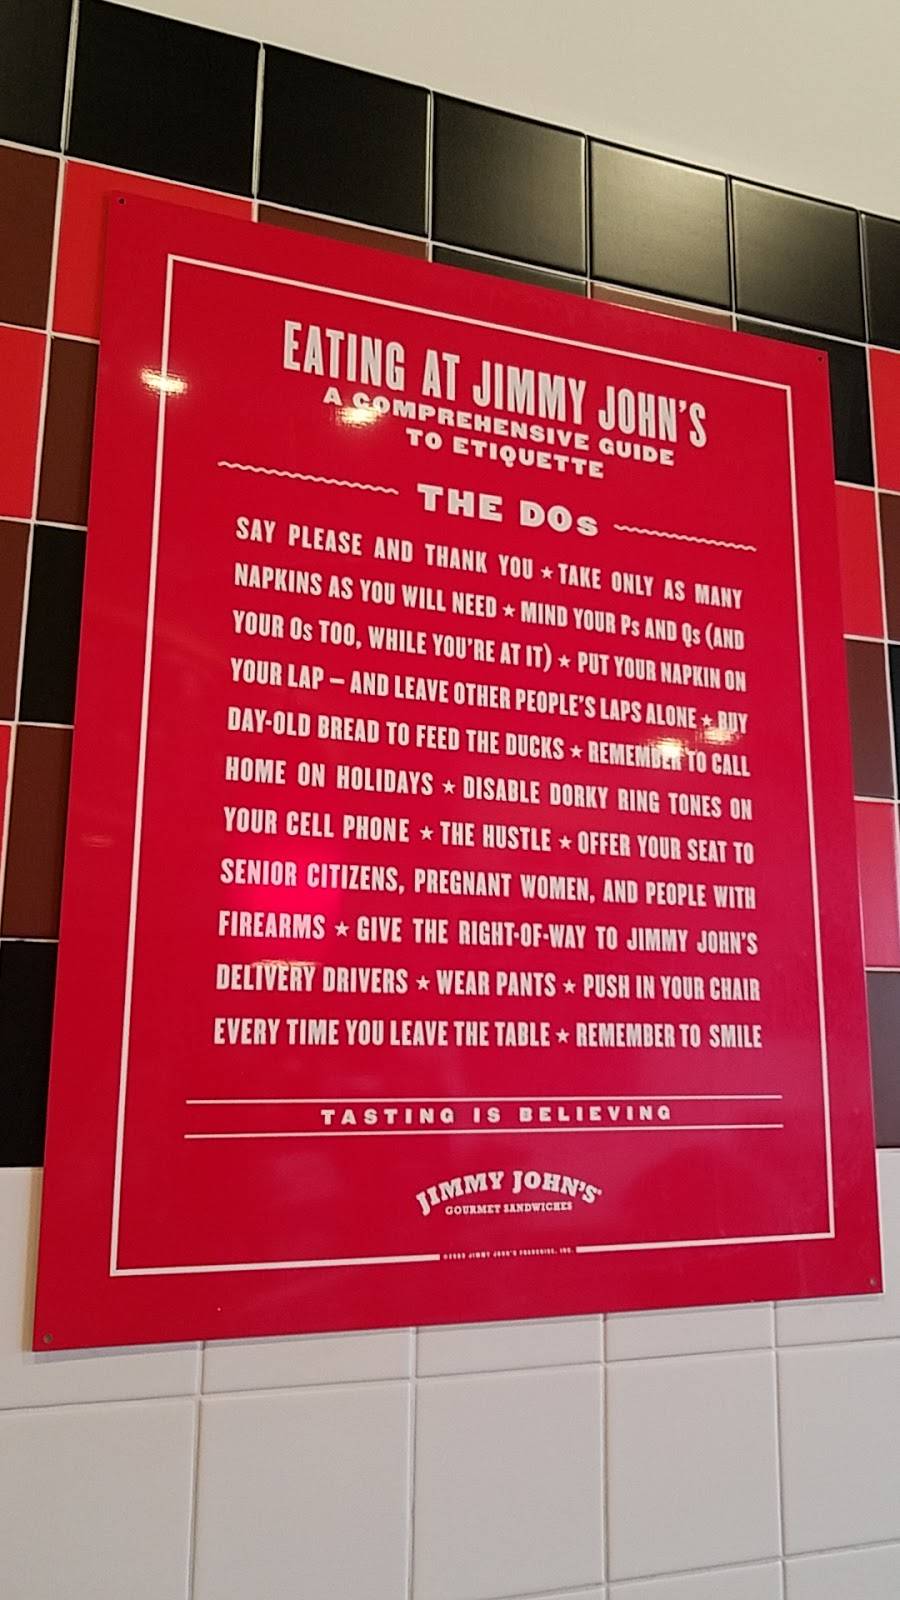 EATING AT JIMMY JOHN'S
A COMPREHENSIVE GUIDE
TO ETIQUETTE
THE DOs
SAY PLEASE AND THANK YOU ★ TAKE ONLY AS MANY
NAPKINS AS YOU WILL NEED ★ MIND YOUR Ps AND Qs (AND
YOUR Os TOO, WHILE YOU'RE AT IT) ★ PUT YOUR NAPKIN ON
YOUR LAP – AND LEAVE OTHER PEOPLE'S LAPS ALONE ★ BUY
DAY-OLD BREAD TO FEED THE DUCKS ★ REMEMBER TO CALL
HOME ON HOLIDAYS ★ DISABLE DORKY RING TONES ON
YOUR CELL PHONE ★ THE HUSTLE ★ OFFER YOUR SEAT TO
SENIOR CITIZENS, PREGNANT WOMEN, AND PEOPLE WITH
FIREARMS ★ GIVE THE RIGHT-OF-WAY TO JIMMY JOHN'S
DELIVERY DRIVERS ★ WEAR PANTS ★ PUSH IN YOUR CHAIR
EVERY TIME YOU LEAVE THE TABLE ★ REMEMBER TO SMILE
TASTING IS BELIEVING
JIMMY JOHN'S®
GOURMET SANDWICHES
JIMMY JOHN'S FRANCHISE, INC.